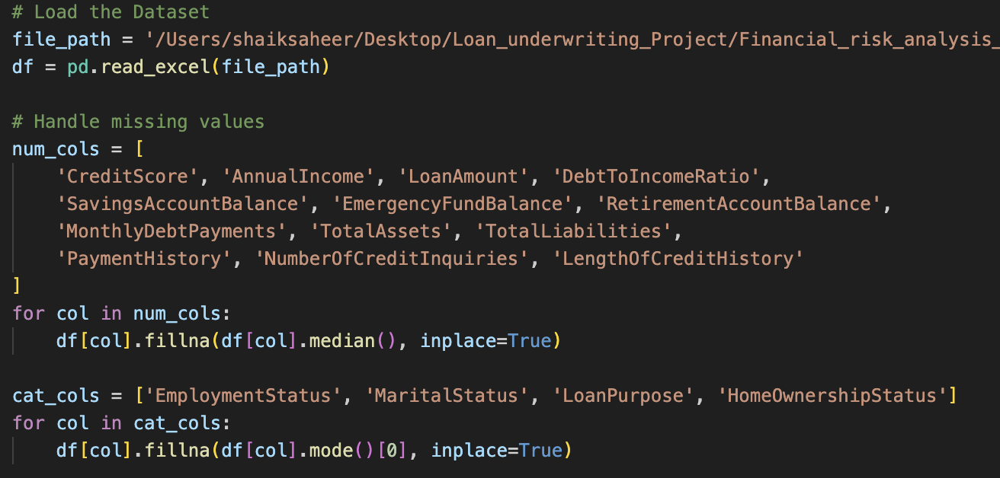 # Load the Dataset
file_path = '/Users/shaiksaheer/Desktop/Loan_underwriting_Project/Financial_risk_analysis_
df = pd.read_excel(file_path)
# Handle missing values
num_cols = [
    'CreditScore', 'AnnualIncome', 'LoanAmount', 'DebtToIncomeRatio',
    'SavingsAccountBalance', 'EmergencyFundBalance', 'RetirementAccountBalance',
    'MonthlyDebtPayments', 'TotalAssets', 'TotalLiabilities',
    'PaymentHistory', 'NumberOfCreditInquiries', 'LengthOfCreditHistory'
]
for col in num_cols:
    df[col].fillna(df[col].median(), inplace=True)
cat_cols = ['EmploymentStatus', 'MaritalStatus', 'LoanPurpose', 'HomeOwnershipStatus']
for col in cat_cols:
    df[col].fillna(df[col].mode()[0], inplace=True)